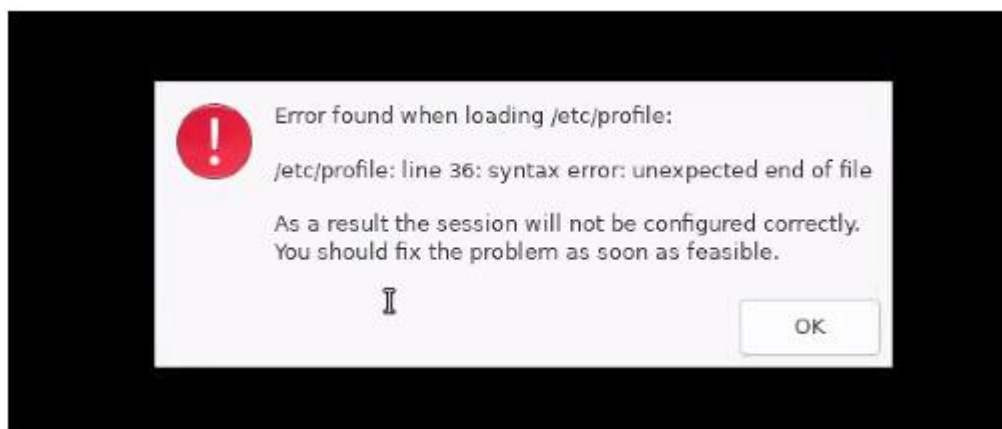 Error found when loading /etc/profile:
/etc/profile: line 36: syntax error: unexpected end of file
As a result the session will not be configured correctly.
You should fix the problem as soon as feasible.
OK